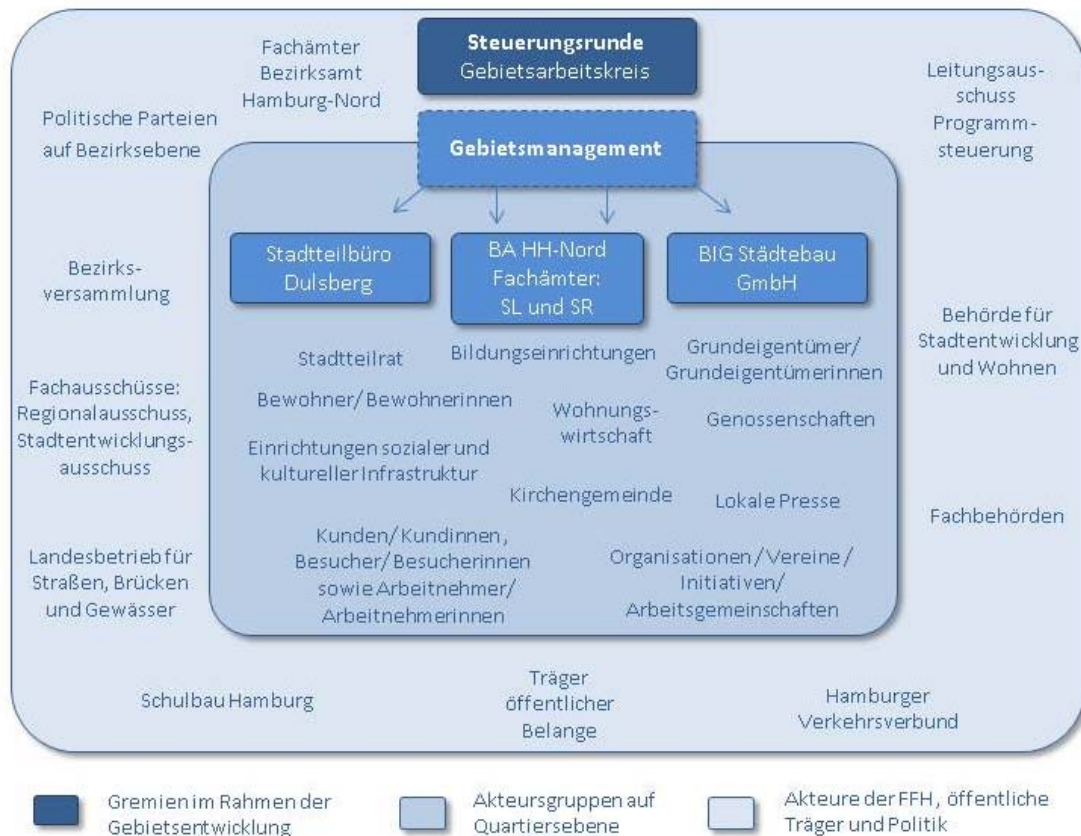 Steuerungsrunde
Gebietsarbeitskreis
Fachämter
Bezirksamt
Hamburg-Nord
Leitungsaus-
schuss
Programm-
steuerung
Politische Parteien
auf Bezirksebene
Gebietsmanagement
Stadtteilbüro
Dulsberg
BA HH-Nord
Fachämter:
SL und SR
BIG Städtebau
GmbH
Bezirks-
versammlung
Behörde für
Stadtentwicklung
und Wohnen
Stadtteilrat
Bildungseinrichtungen
Grundeigentümer/
Grundeigentümerinnen
Bewohner/Bewohnerinnen
Wohnungs-
wirtschaft
Genossenschaften
Fachausschüsse:
Regionalausschuss,
Stadtentwicklungs-
ausschuss
Einrichtungen sozialer und
kultureller Infrastruktur
Kirchengemeinde
Lokale Presse
Fachbehörden
Landesbetrieb für
Straßen, Brücken
und Gewässer
Kunden/Kundinnen,
Besucher/Besucherinnen
sowie Arbeitnehmer/
Arbeitnehmerinnen
Organisationen/Vereine/
Initiativen/
Arbeitsgemeinschaften
Schulbau Hamburg
Träger
öffentlicher
Belange
Hamburger
Verkehrsverbund
Gremien im Rahmen der
Gebietsentwicklung
Akteursgruppen auf
Quartiersebene
Akteure der FFH, öffentliche
Träger und Politik